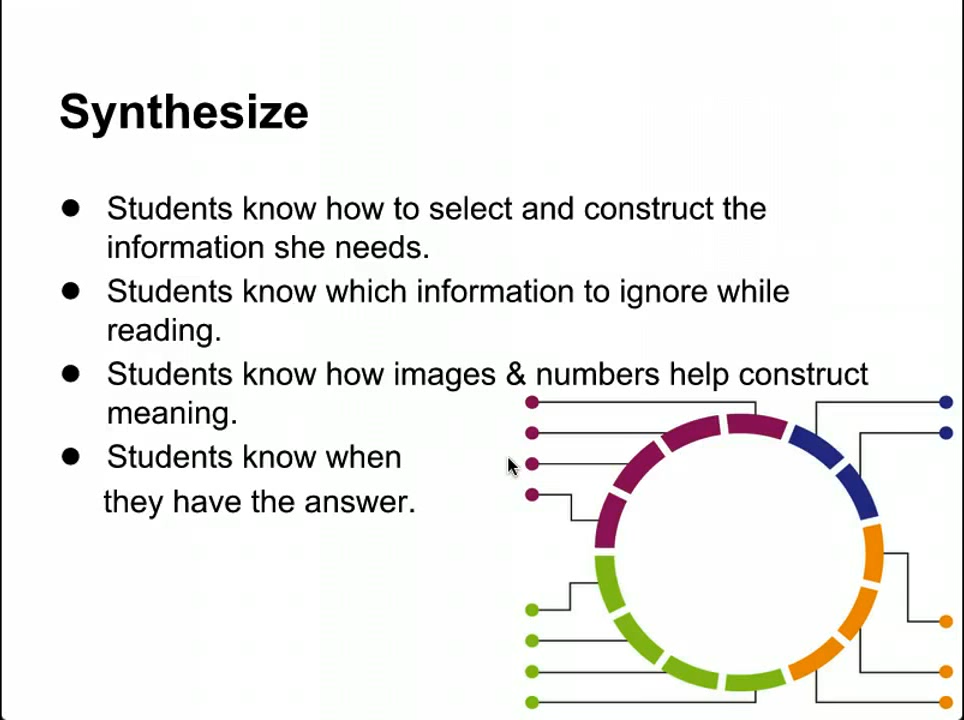 Synthesize
● Students know how to select and construct the
information she needs.
● Students know which information to ignore while
reading.
● Students know how images & numbers help construct
meaning.
● Students know when
they have the answer.